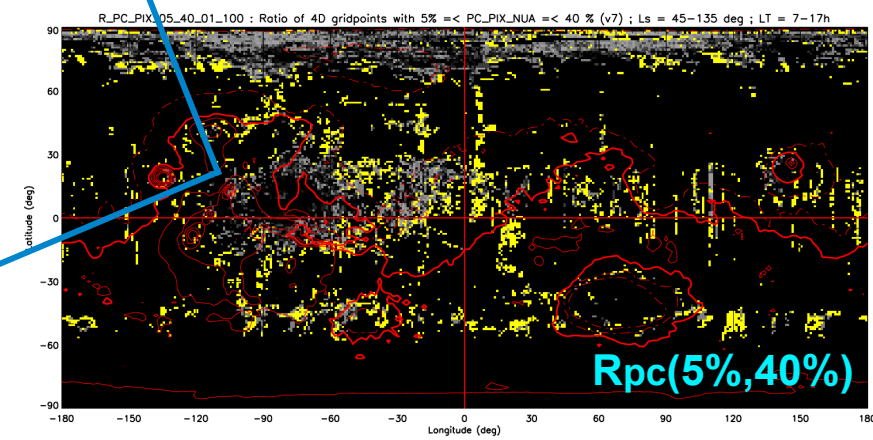 R_PC_PIX_05_40_01_100 : Ratio of 4D gridpoints with 5% =< PC_PIX_NUA =< 40 % (v7) ; Ls = 45-135 deg ; LT = 7-17h
90
60
30
0
-30
-60
-90
Latitude (deg)
-180 -150 -120 -90 -60 -30 0 30 60 90 120 150 180
Longitude (deg)
Rpc(5%,40%)